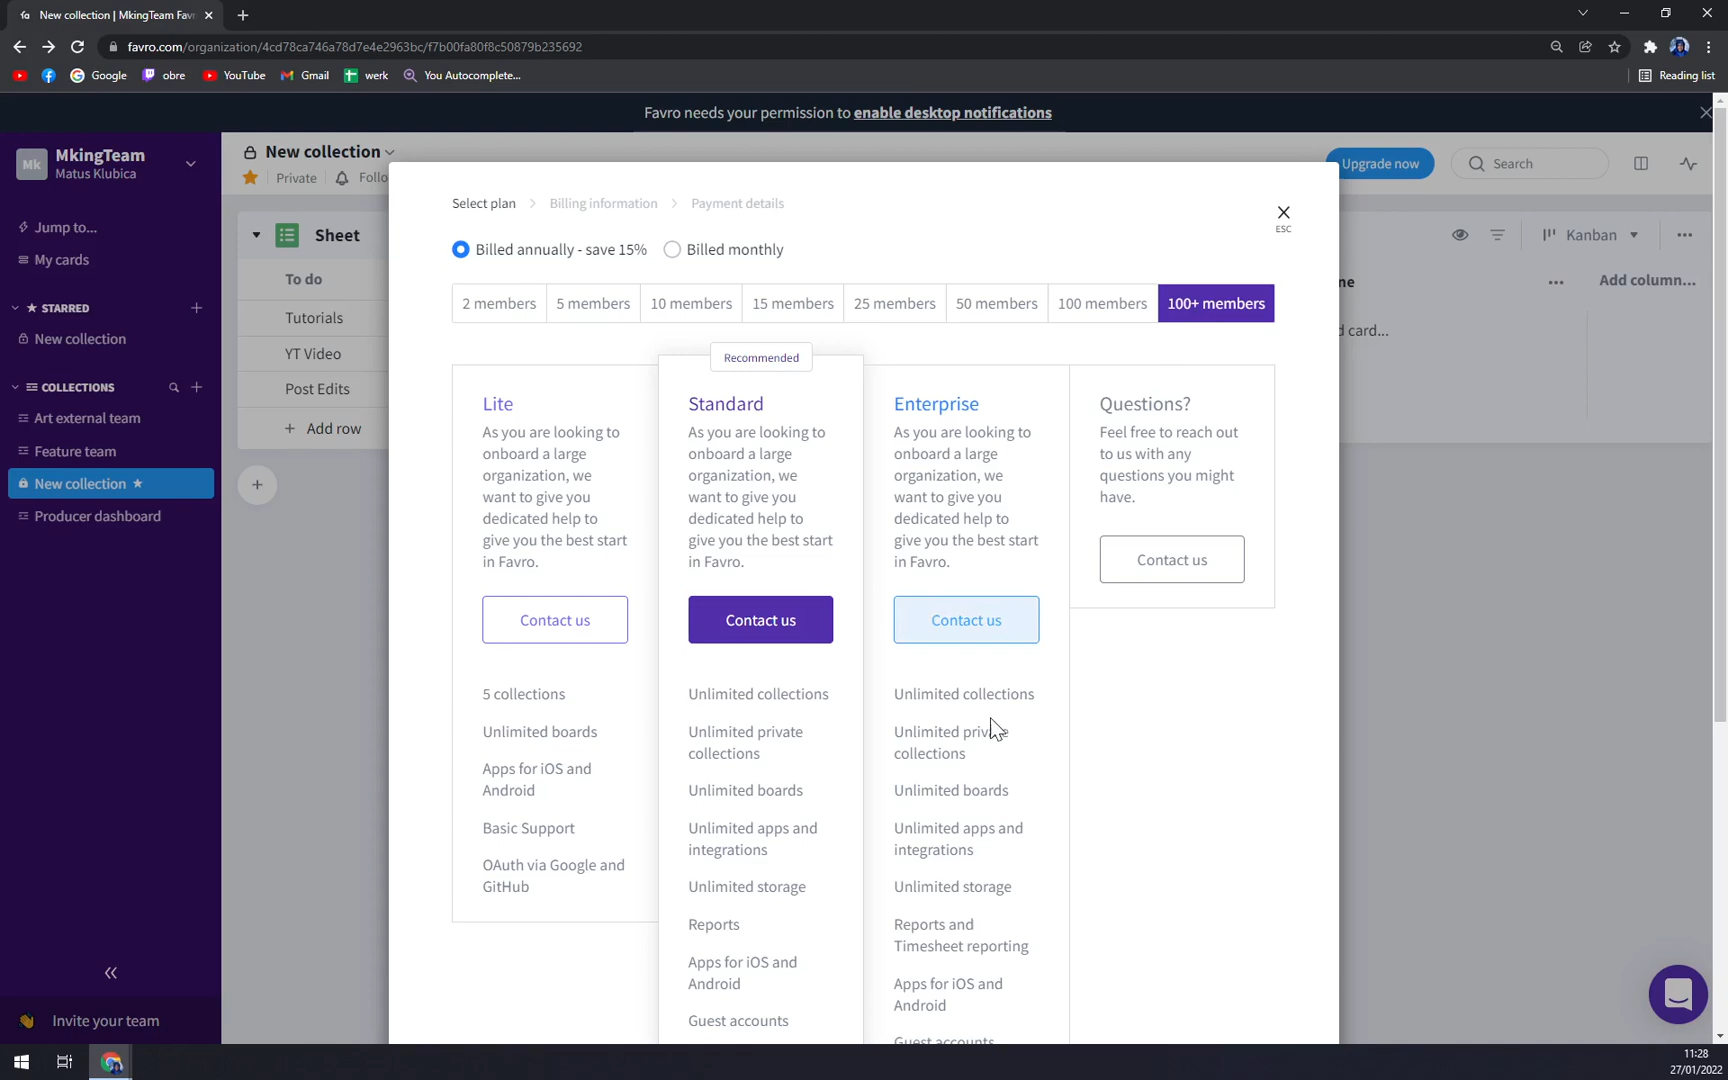 New collection | MkingTeam Favr
favro.com/organization/4cd78ca746a78d7e4e2963bc/f7b00fa80f8c50879b235692
Google
obre
YouTube
Gmail
werk
You Autocomplete...
Reading list
Favro needs your permission to enable desktop notifications
Mk
MkingTeam
Matus Klubica
New collection
Private
Follo
Upgrade now
Search
Jump to...
My cards
STARRED
New collection
COLLECTIONS
Art external team
Feature team
New collection
Producer dashboard
Invite your team
Sheet
To do
Tutorials
YT Video
Post Edits
Add row
Kanban
ne
Add column...
d card...
Select plan
Billing information
Payment details
ESC
Billed annually - save 15%
Billed monthly
2 members
5 members
10 members
15 members
25 members
50 members
100 members
100+ members
Lite
As you are looking to
onboard a large
organization, we
want to give you
dedicated help to
give you the best start
in Favro.
Contact us
5 collections
Unlimited boards
Apps for iOS and
Android
Basic Support
OAuth via Google and
GitHub
Recommended
Standard
As you are looking to
onboard a large
organization, we
want to give you
dedicated help to
give you the best start
in Favro.
Contact us
Unlimited collections
Unlimited private
collections
Unlimited boards
Unlimited apps and
integrations
Unlimited storage
Reports
Apps for iOS and
Android
Guest accounts
Enterprise
As you are looking to
onboard a large
organization, we
want to give you
dedicated help to
give you the best start
in Favro.
Contact us
Unlimited collections
Unlimited private
collections
Unlimited boards
Unlimited apps and
integrations
Unlimited storage
Reports and
Timesheet reporting
Apps for iOS and
Android
Guest accounts
Questions?
Feel free to reach out
to us with any
questions you might
have.
Contact us
11:28
27/01/2022